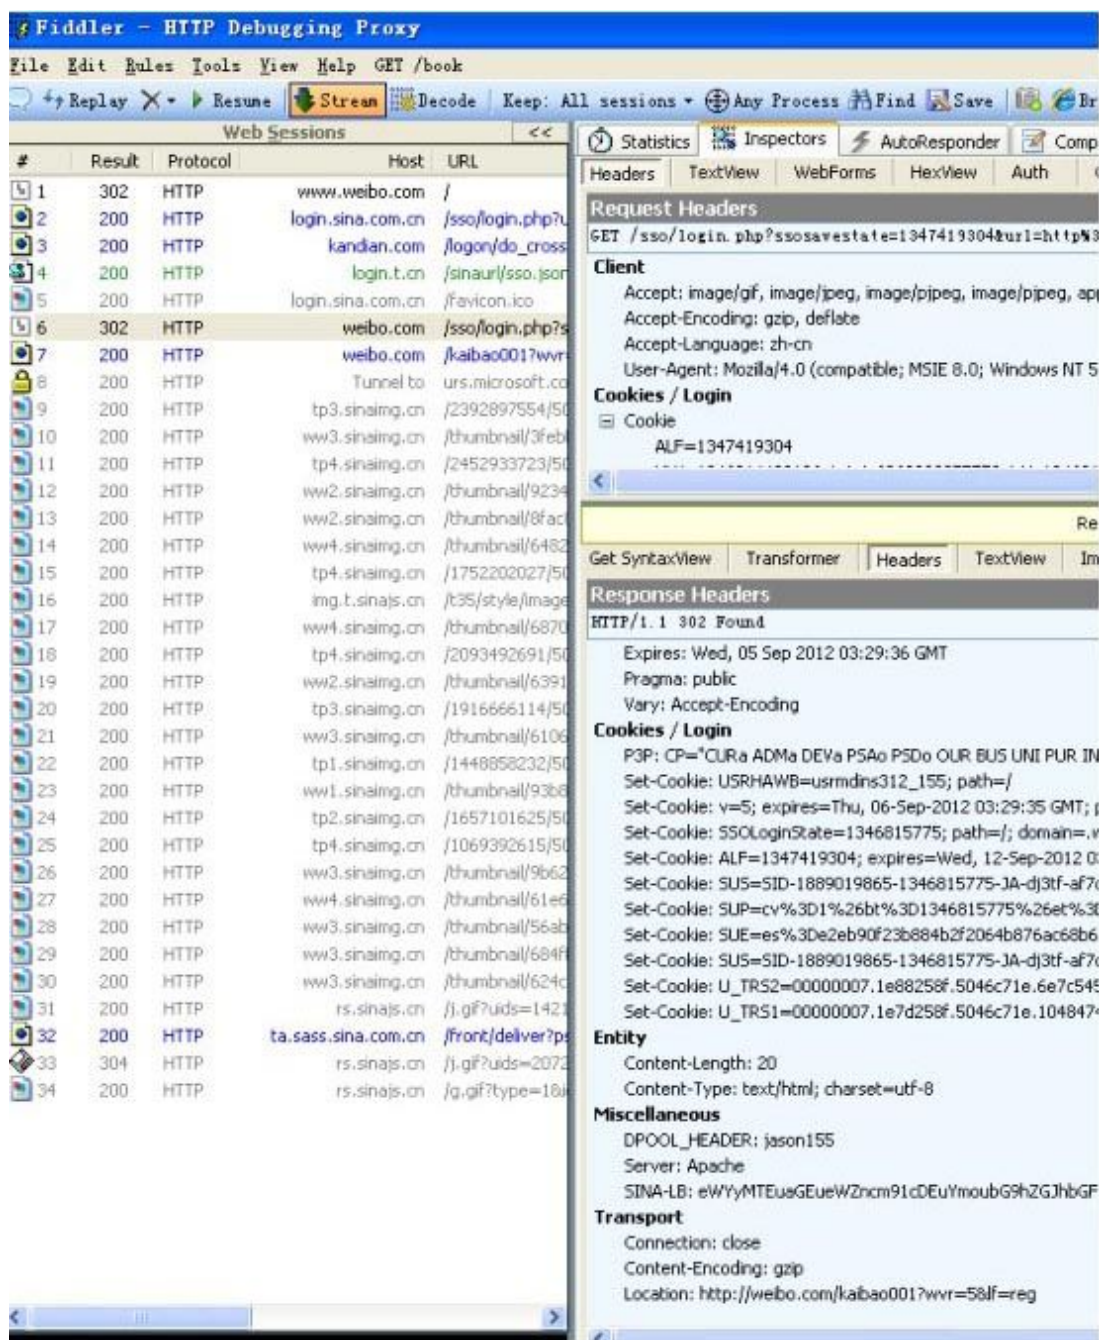 Fiddler - HTTP Debugging Proxy
File Edit Rules Tools View Help GET /book
Replay Resume Stream Decode Keep: All sessions Any Process Find Save Br
Web Sessions <<
# Result Protocol Host URL
1 302 HTTP www.weibo.com /
2 200 HTTP login.sina.com.cn /sso/login.php?u
3 200 HTTP kandian.com /logon/do_cross
4 200 HTTP login.t.cn /sinaurl/sso.json
5 200 HTTP login.sina.com.cn /favicon.ico
6 302 HTTP weibo.com /sso/login.php?s
7 200 HTTP weibo.com /kaibao001?wvr
8 200 HTTP Tunnel to urs.microsoft.co
9 200 HTTP tp3.sinaimg.cn /2392897554/50
10 200 HTTP ww3.sinaimg.cn /thumbnail/3feb
11 200 HTTP tp4.sinaimg.cn /2452933723/50
12 200 HTTP ww2.sinaimg.cn /thumbnail/9234
13 200 HTTP ww2.sinaimg.cn /thumbnail/8fac
14 200 HTTP ww4.sinaimg.cn /thumbnail/6482
15 200 HTTP tp4.sinaimg.cn /1752202027/50
16 200 HTTP img.t.sinajs.cn /t35/style/image
17 200 HTTP ww4.sinaimg.cn /thumbnail/6870
18 200 HTTP tp4.sinaimg.cn /2093492691/50
19 200 HTTP ww2.sinaimg.cn /thumbnail/6391
20 200 HTTP tp3.sinaimg.cn /1916666114/50
21 200 HTTP ww3.sinaimg.cn /thumbnail/6106
22 200 HTTP tp1.sinaimg.cn /1448858232/50
23 200 HTTP ww1.sinaimg.cn /thumbnail/93b8
24 200 HTTP tp2.sinaimg.cn /1657101625/50
25 200 HTTP tp4.sinaimg.cn /1069392615/50
26 200 HTTP ww3.sinaimg.cn /thumbnail/9b62
27 200 HTTP ww4.sinaimg.cn /thumbnail/61e6
28 200 HTTP ww3.sinaimg.cn /thumbnail/56ab
29 200 HTTP ww3.sinaimg.cn /thumbnail/684f
30 200 HTTP ww3.sinaimg.cn /thumbnail/624c
31 200 HTTP rs.sinajs.cn /j.gif?uids=1421
32 200 HTTP ta.sass.sina.com.cn /front/deliver?ps
33 304 HTTP rs.sinajs.cn /j.gif?uids=2072
34 200 HTTP rs.sinajs.cn /g.gif?type=1&
Statistics Inspectors AutoResponder Comp
Headers TextView WebForms HexView Auth
Request Headers
GET /sso/login.php?ssosavestate=1347419304&url=http%3
Client
Accept: image/gif, image/jpeg, image/pjpeg, image/pjpeg, app
Accept-Encoding: gzip, deflate
Accept-Language: zh-cn
User-Agent: Mozilla/4.0 (compatible; MSIE 8.0; Windows NT 5
Cookies / Login
Cookie
ALF=1347419304
Re
Get SyntaxView Transformer Headers TextView Im
Response Headers
HTTP/1.1 302 Found
Expires: Wed, 05 Sep 2012 03:29:36 GMT
Pragma: public
Vary: Accept-Encoding
Cookies / Login
P3P: CP="CURa ADMa DEVa PSAo PSDo OUR BUS UNI PUR IN
Set-Cookie: USRHAWB=usrmdins312_155; path=/
Set-Cookie: v=5; expires=Thu, 06-Sep-2012 03:29:35 GMT; p
Set-Cookie: SSOLoginState=1346815775; path=/; domain=.w
Set-Cookie: ALF=1347419304; expires=Wed, 12-Sep-2012 03
Set-Cookie: SUS=SID-1889019865-1346815775-JA-dj3tf-af7c
Set-Cookie: SUP=cv%3D1%26bt%3D1346815775%26et%3D
Set-Cookie: SUE=es%3De2eb90f23b884b2f2064b876ac68b6
Set-Cookie: SUS=SID-1889019865-1346815775-JA-dj3tf-af7c
Set-Cookie: U_TRS2=00000007.1e88258f.5046c71e.6e7c545
Set-Cookie: U_TRS1=00000007.1e7d258f.5046c71e.1048474
Entity
Content-Length: 20
Content-Type: text/html; charset=utf-8
Miscellaneous
DPOOL_HEADER: jason155
Server: Apache
SINA-LB: eWYyMTEuaGEueWZncm91cDEuYmoubG9hZGJhbGF
Transport
Connection: close
Content-Encoding: gzip
Location: http://weibo.com/kaibao001?wvr=5&lf=reg